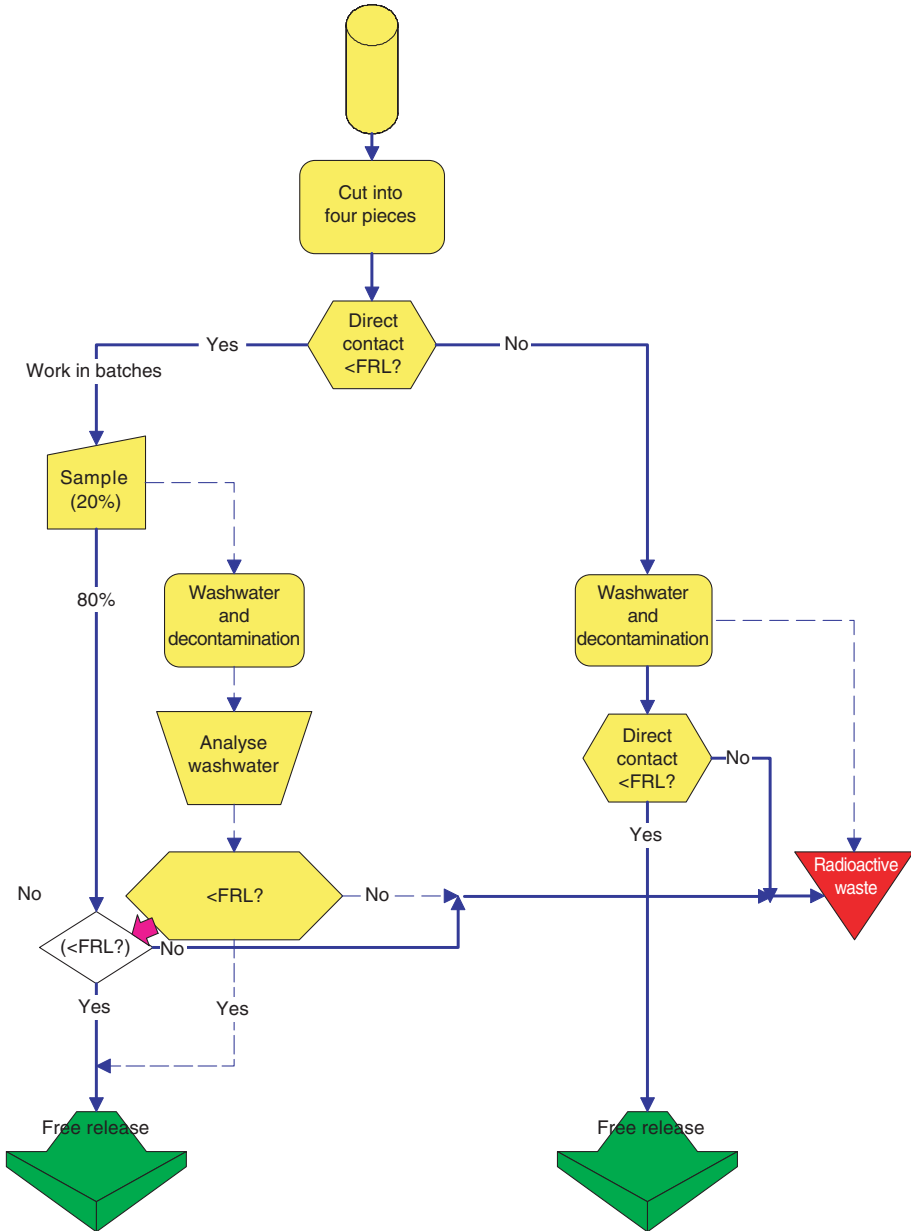 Cut into
four pieces
Direct
contact
<FRL?
Yes
No
Work in batches
Sample
(20%)
80%
Washwater
and
decontamination
Washwater
and
decontamination
Analyse
washwater
Direct
contact
<FRL?
No
Yes
Radioactive
waste
<FRL?
No
No
(<FRL?)
No
Yes
Yes
Free release
Free release